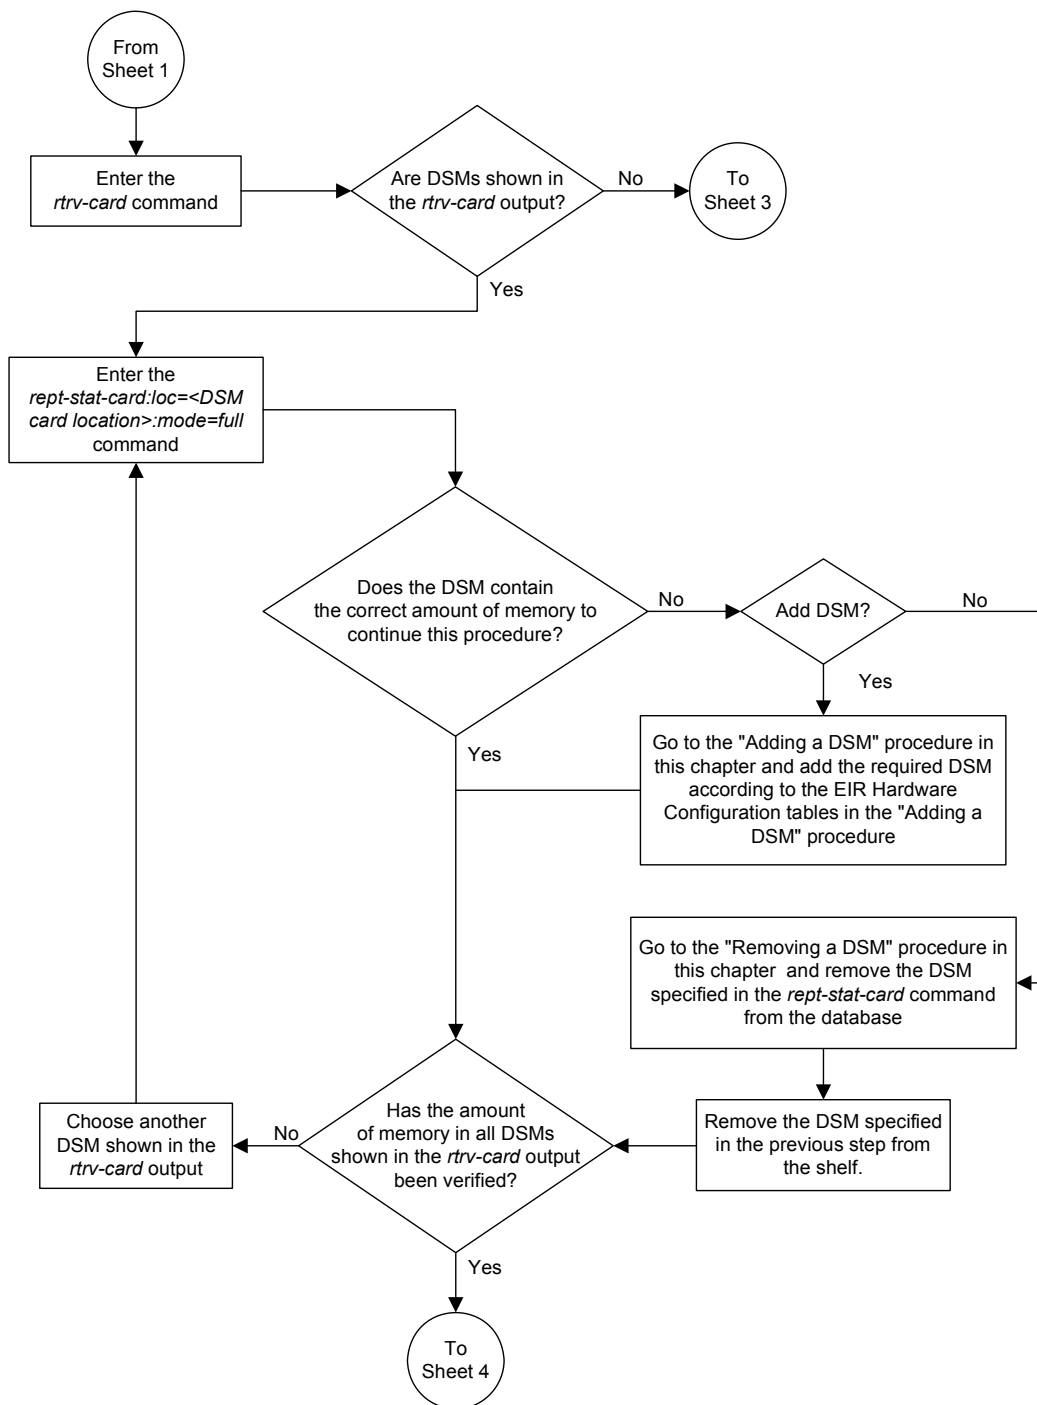 From
Sheet 1
Enter the
rtrv-card command
Are DSMs shown in
the rtrv-card output?
No
To
Sheet 3
Yes
Enter the
rept-stat-card:loc=<DSM
card location>:mode=full
command
Does the DSM contain
the correct amount of memory to
continue this procedure?
No
Add DSM?
No
Yes
Yes
Go to the "Adding a DSM" procedure in
this chapter and add the required DSM
according to the EIR Hardware
Configuration tables in the "Adding a
DSM" procedure
Go to the "Removing a DSM" procedure in
this chapter and remove the DSM
specified in the rept-stat-card command
from the database
Remove the DSM specified
in the previous step from
the shelf.
Has the amount
of memory in all DSMs
shown in the rtrv-card output
been verified?
No
Choose another
DSM shown in the
rtrv-card output
Yes
To
Sheet 4